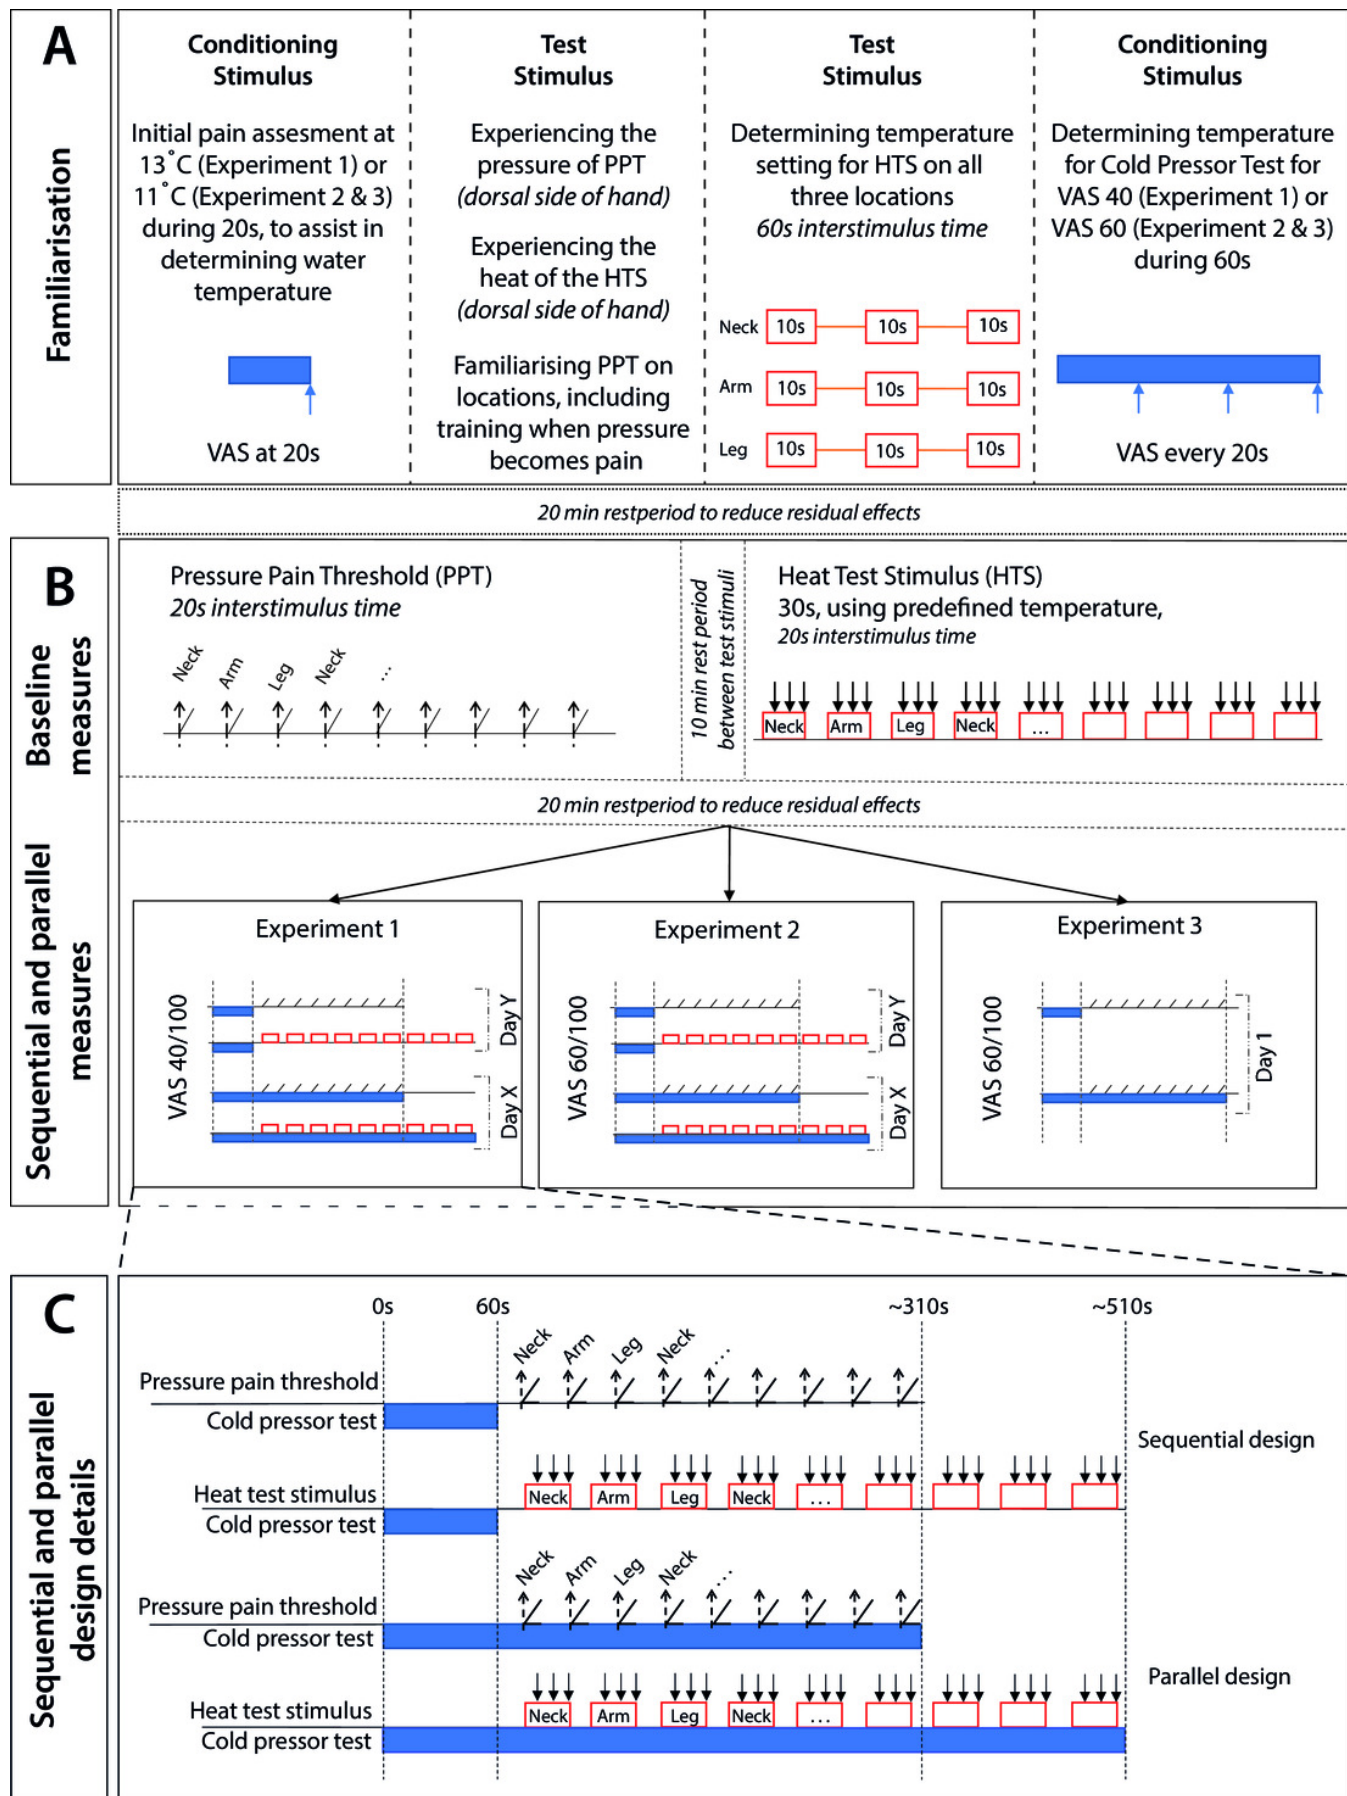 A
Familiarisation
Conditioning
Stimulus
Initial pain assesment at
13°C (Experiment 1) or
11°C (Experiment 2 & 3)
during 20s, to assist in
determining water
temperature
VAS at 20s
Test
Stimulus
Experiencing the
pressure of PPT
(dorsal side of hand)
Experiencing the
heat of the HTS
(dorsal side of hand)
Familiarising PPT on
locations, including
training when pressure
becomes pain
Test
Stimulus
Determining temperature
setting for HTS on all
three locations
60s interstimulus time
Neck 10s 10s 10s
Arm 10s 10s 10s
Leg 10s 10s 10s
Conditioning
Stimulus
Determining temperature
for Cold Pressor Test for
VAS 40 (Experiment 1) or
VAS 60 (Experiment 2 & 3)
during 60s
VAS every 20s
20 min restperiod to reduce residual effects
B
Baseline
measures
Pressure Pain Threshold (PPT)
20s interstimulus time
Neck Arm Leg Neck ...
10 min rest period
between test stimuli
Heat Test Stimulus (HTS)
30s, using predefined temperature,
20s interstimulus time
Neck Arm Leg Neck ...
20 min restperiod to reduce residual effects
Sequential and parallel
measures
Experiment 1
VAS 40/100
Day Y
Day X
Experiment 2
VAS 60/100
Day Y
Day X
Experiment 3
VAS 60/100
Day 1
C
Sequential and parallel
design details
0s 60s ~310s ~510s
Neck Arm Leg Neck ...
Pressure pain threshold
Cold pressor test
Sequential design
Heat test stimulus Neck Arm Leg Neck ...
Cold pressor test
Neck Arm Leg Neck ...
Pressure pain threshold
Cold pressor test
Parallel design
Heat test stimulus Neck Arm Leg Neck ...
Cold pressor test